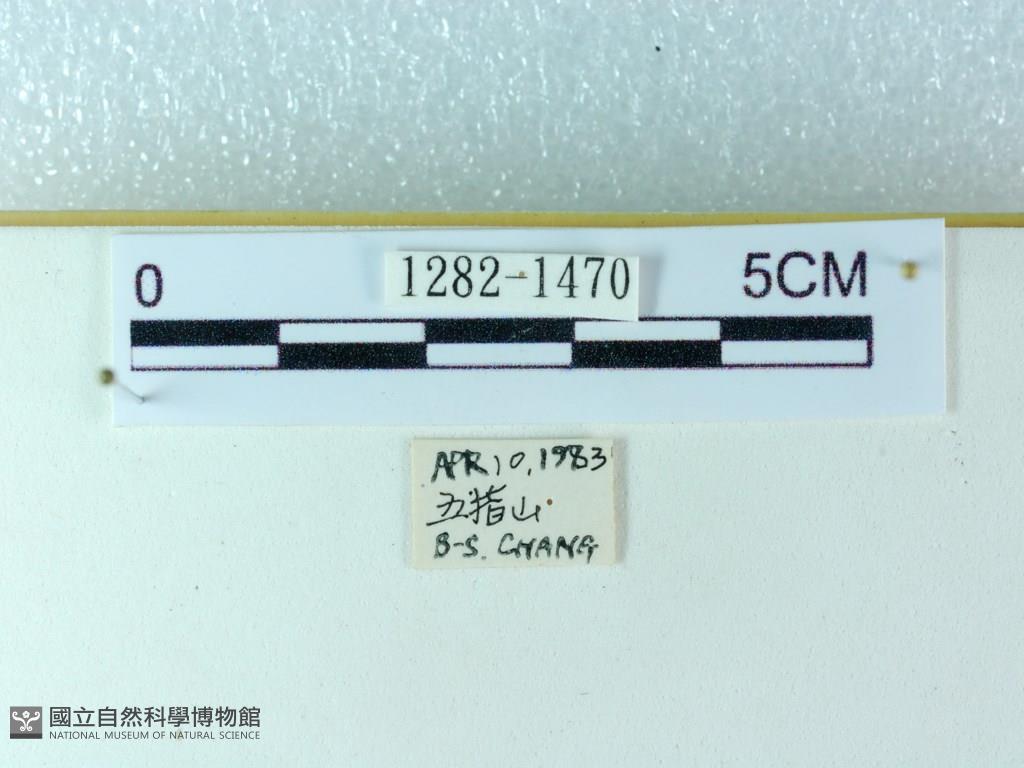 0
1282-1470
5CM
APR 10, 1983
五指山
B-S. CHANG
國立自然科學博物館
NATIONAL MUSEUM OF NATURAL SCIENCE